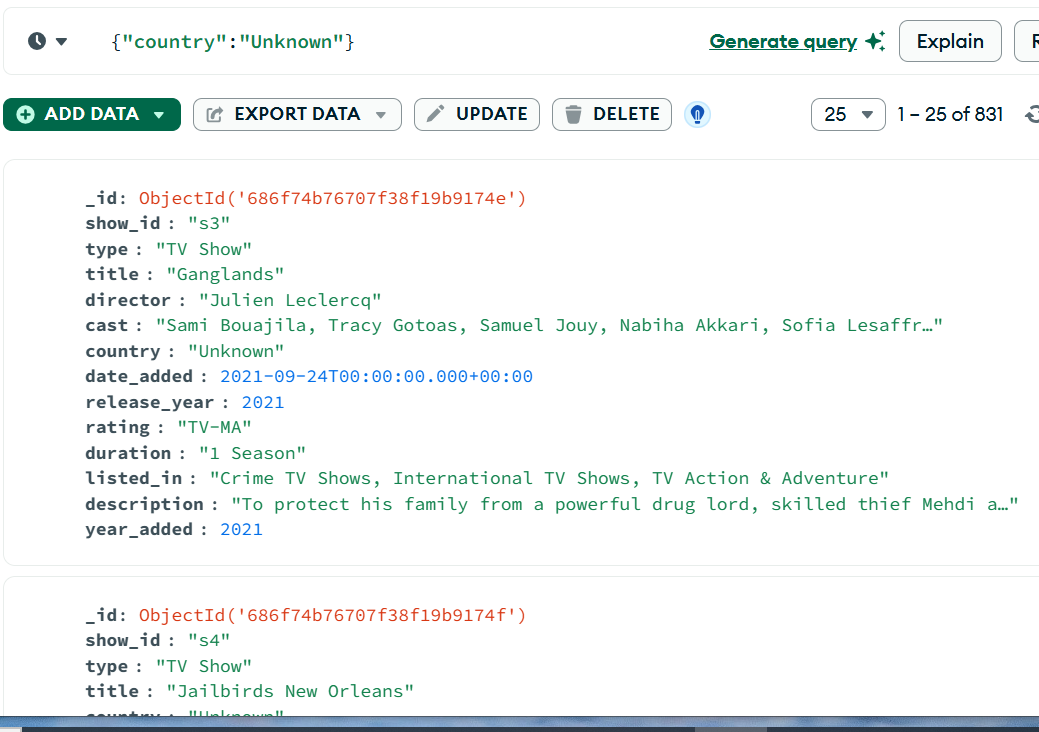 {"country":"Unknown"} Generate query Explain R
ADD DATA EXPORT DATA UPDATE DELETE 25 1 – 25 of 831
_id: ObjectId('686f74b76707f38f19b9174e')
show_id : "s3"
type : "TV Show"
title : "Ganglands"
director : "Julien Leclercq"
cast : "Sami Bouajila, Tracy Gotoas, Samuel Jouy, Nabiha Akkari, Sofia Lesaffr…"
country : "Unknown"
date_added : 2021-09-24T00:00:00.000+00:00
release_year : 2021
rating : "TV-MA"
duration : "1 Season"
listed_in : "Crime TV Shows, International TV Shows, TV Action & Adventure"
description : "To protect his family from a powerful drug lord, skilled thief Mehdi a…"
year_added : 2021
_id: ObjectId('686f74b76707f38f19b9174f')
show_id : "s4"
type : "TV Show"
title : "Jailbirds New Orleans"
country : "Unknown"